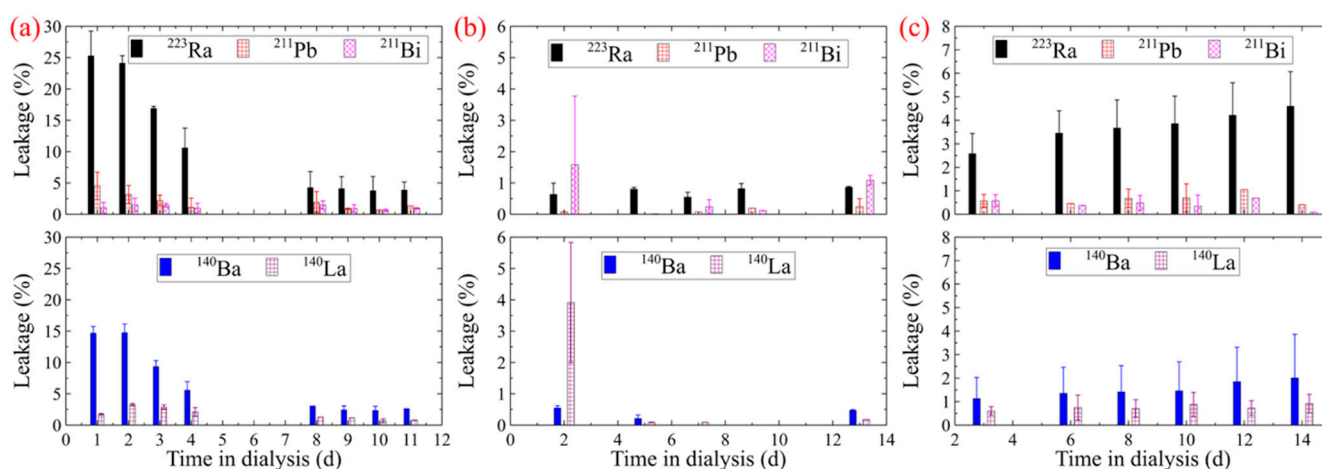 (a)
30
25
20
15
10
5
0
Leakage (%)
²²³Ra ²¹¹Pb ²¹¹Bi
(b)
6
5
4
3
2
1
0
Leakage (%)
²²³Ra ²¹¹Pb ²¹¹Bi
(c)
8
7
6
5
4
3
2
1
0
Leakage (%)
²²³Ra ²¹¹Pb ²¹¹Bi
30
25
20
15
10
5
0
Leakage (%)
¹⁴⁰Ba ¹⁴⁰La
0 1 2 3 4 5 6 7 8 9 10 11 12
Time in dialysis (d)
6
5
4
3
2
1
0
Leakage (%)
¹⁴⁰Ba ¹⁴⁰La
0 2 4 6 8 10 12 14
Time in dialysis (d)
8
7
6
5
4
3
2
1
0
Leakage (%)
¹⁴⁰Ba ¹⁴⁰La
2 4 6 8 10 12 14
Time in dialysis (d)